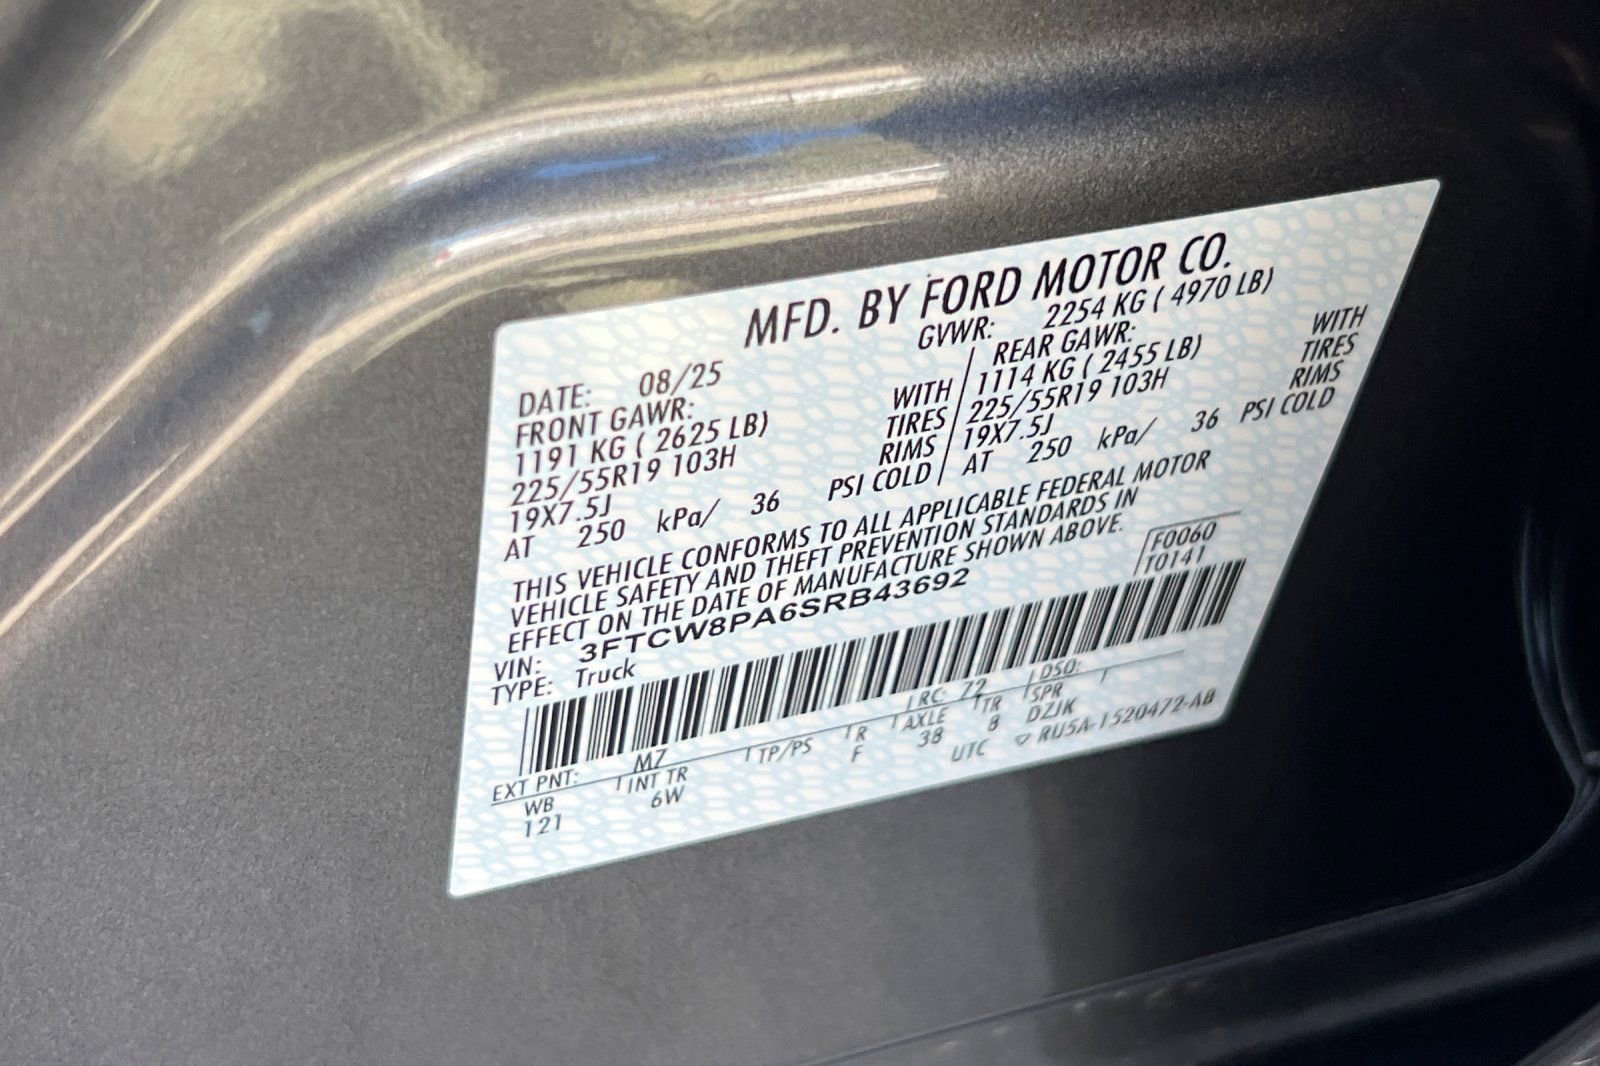 MFD. BY FORD MOTOR CO.
DATE: 08/25 GVWR: 2254 KG ( 4970 LB)
FRONT GAWR: REAR GAWR:
1191 KG ( 2625 LB) WITH 1114 KG ( 2455 LB) WITH
225/55R19 103H TIRES 225/55R19 103H TIRES
19X7.5J RIMS 19X7.5J RIMS
AT 250 kPa/ 36 PSI COLD AT 250 kPa/ 36 PSI COLD
THIS VEHICLE CONFORMS TO ALL APPLICABLE FEDERAL MOTOR
VEHICLE SAFETY AND THEFT PREVENTION STANDARDS IN
EFFECT ON THE DATE OF MANUFACTURE SHOWN ABOVE.
VIN: 3FTCW8PA6SRB43692 F0060
TYPE: Truck T0141
EXT PNT: M7 RC: 72 DSO:
WB INT TR TP/PS R AXLE TR SPR
121 6W F 38 8 DZJK
UTC ▽ RU5A-1520472-AB